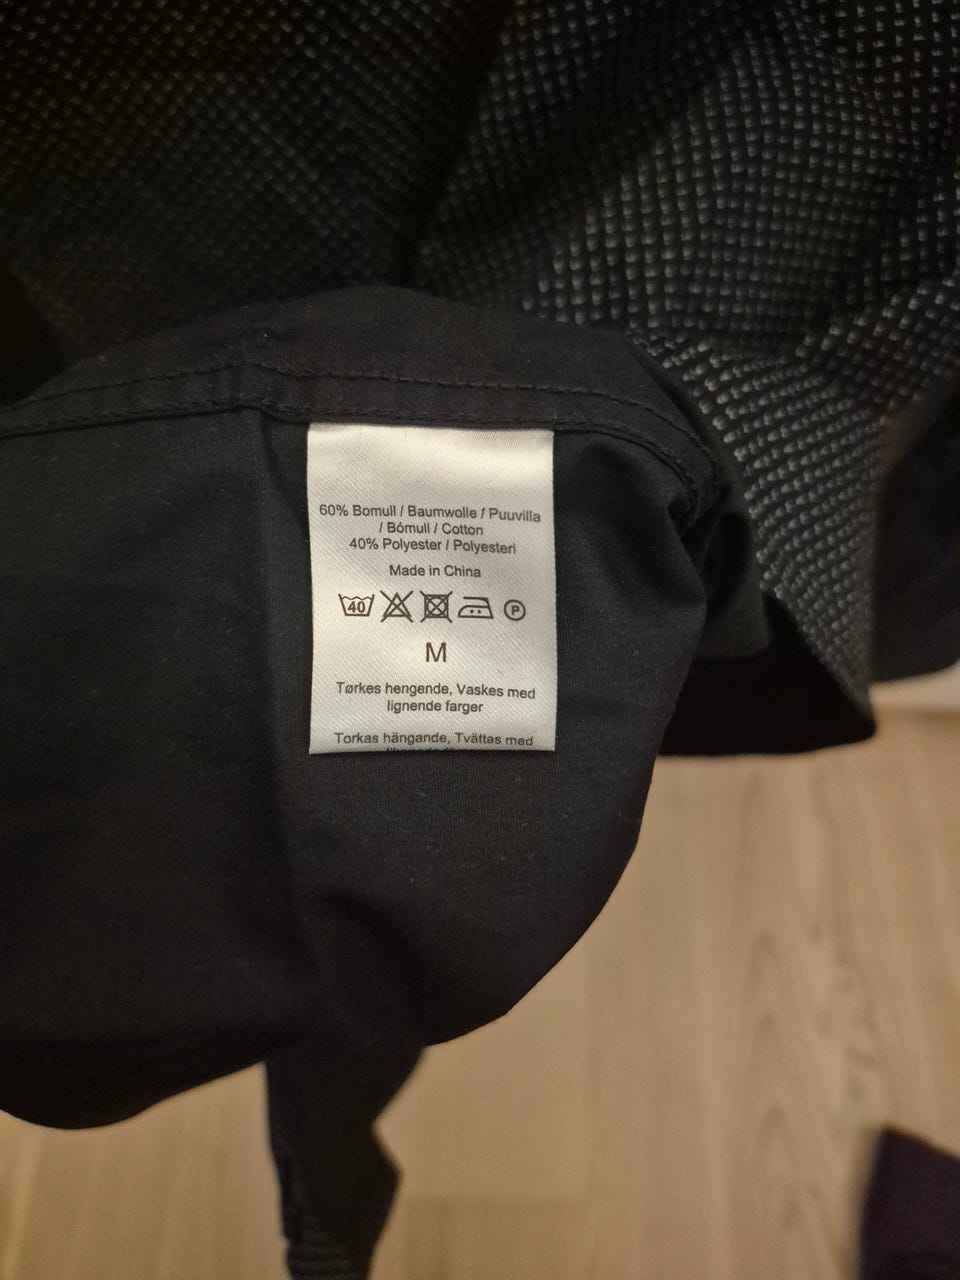 60% Bomull / Baumwolle / Puuvilla
/ Bómull / Cotton
40% Polyester / Polyesteri
Made in China
40 P
M
Tørkes hengende, Vaskes med
lignende farger
Torkas hängande, Tvättas med